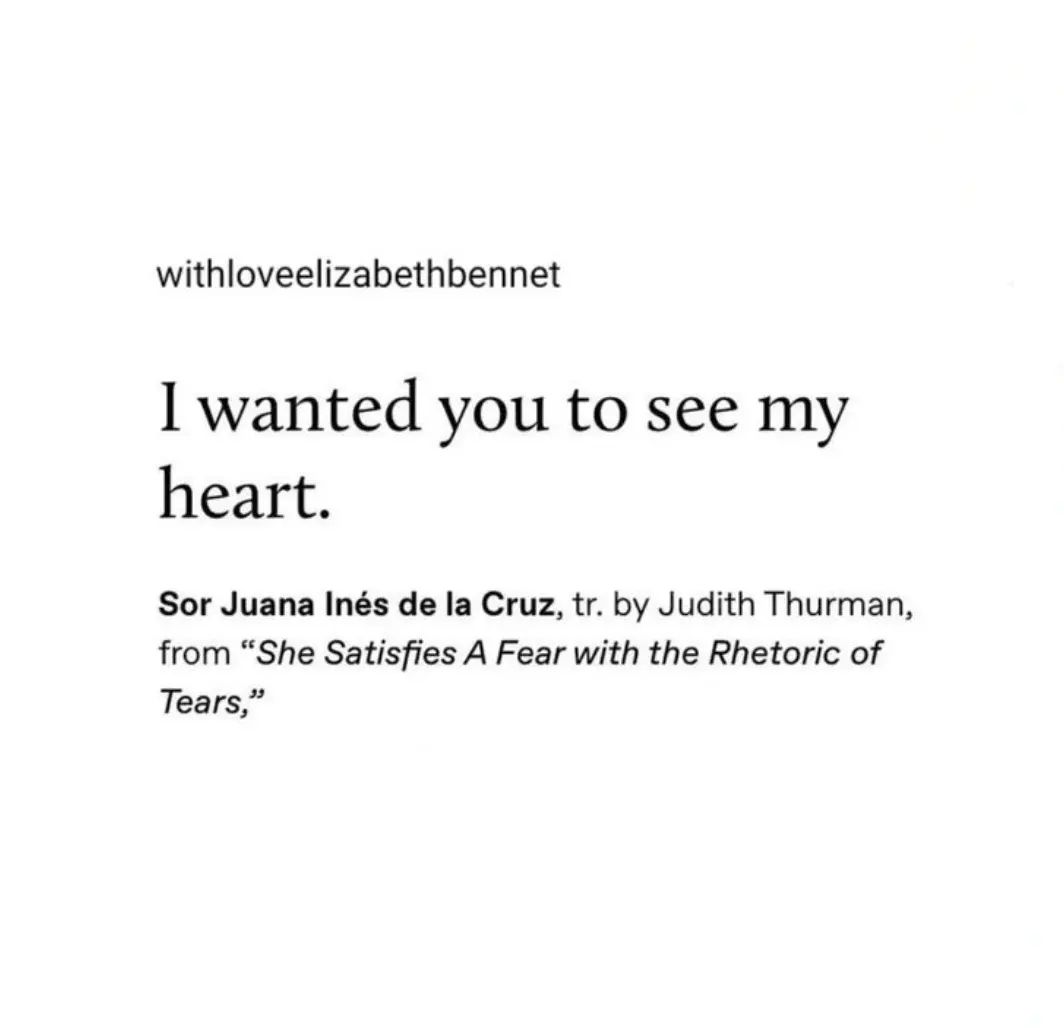 withloveelizabethbennet
I wanted you to see my
heart.
Sor Juana Inés de la Cruz, tr. by Judith Thurman,
from “She Satisfies A Fear with the Rhetoric of
Tears,”